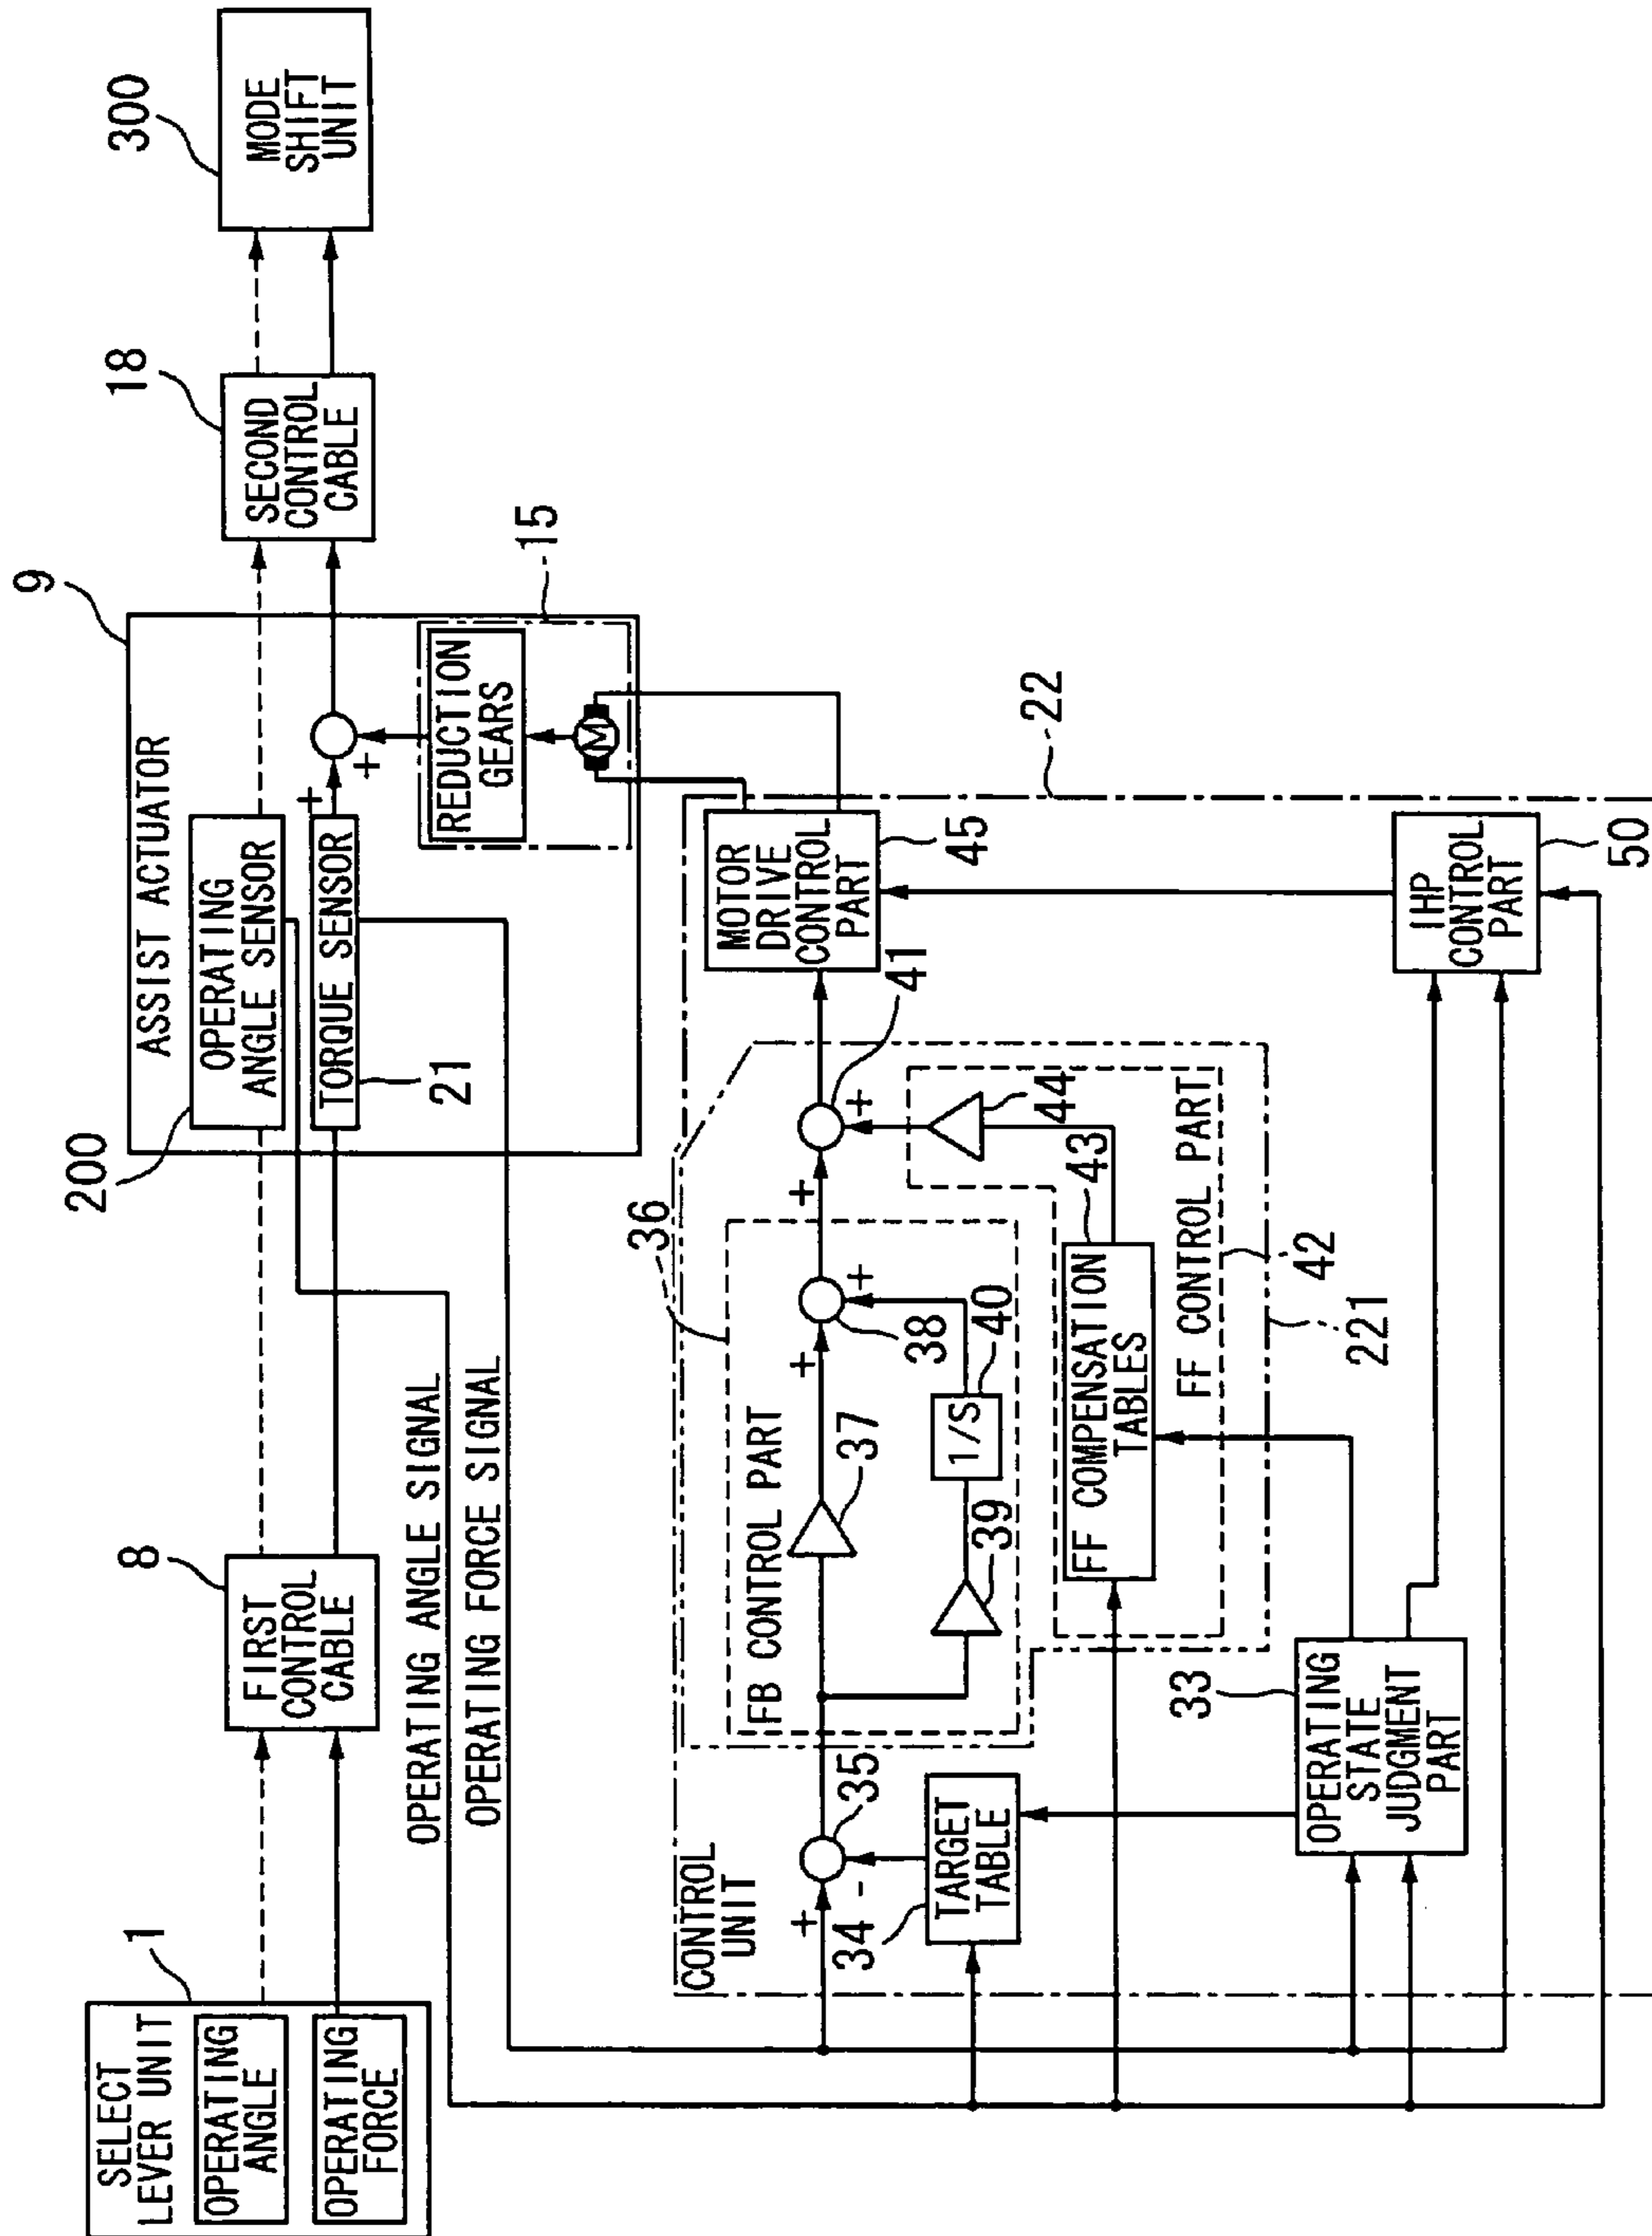 1
SELECT
LEVER UNIT
OPERATING
ANGLE
OPERATING
FORCE
8
FIRST
CONTROL
CABLE
9
ASSIST ACTUATOR
200
OPERATING
ANGLE SENSOR
TORQUE SENSOR
21
+
+
REDUCTION
GEARS
M
15
18
SECOND
CONTROL
CABLE
300
MODE
SHIFT
UNIT
OPERATING ANGLE SIGNAL
OPERATING FORCE SIGNAL
22
CONTROL
UNIT
+
-
35
34
TARGET
TABLE
36
FB CONTROL PART
37
39
1/S
40
+
+
38
+
+
41
44
43
FF COMPENSATION
TABLES
FF CONTROL PART
42
221
MOTOR
DRIVE
CONTROL
PART
45
33
OPERATING
STATE
JUDGMENT
PART
IHP
CONTROL
PART
50